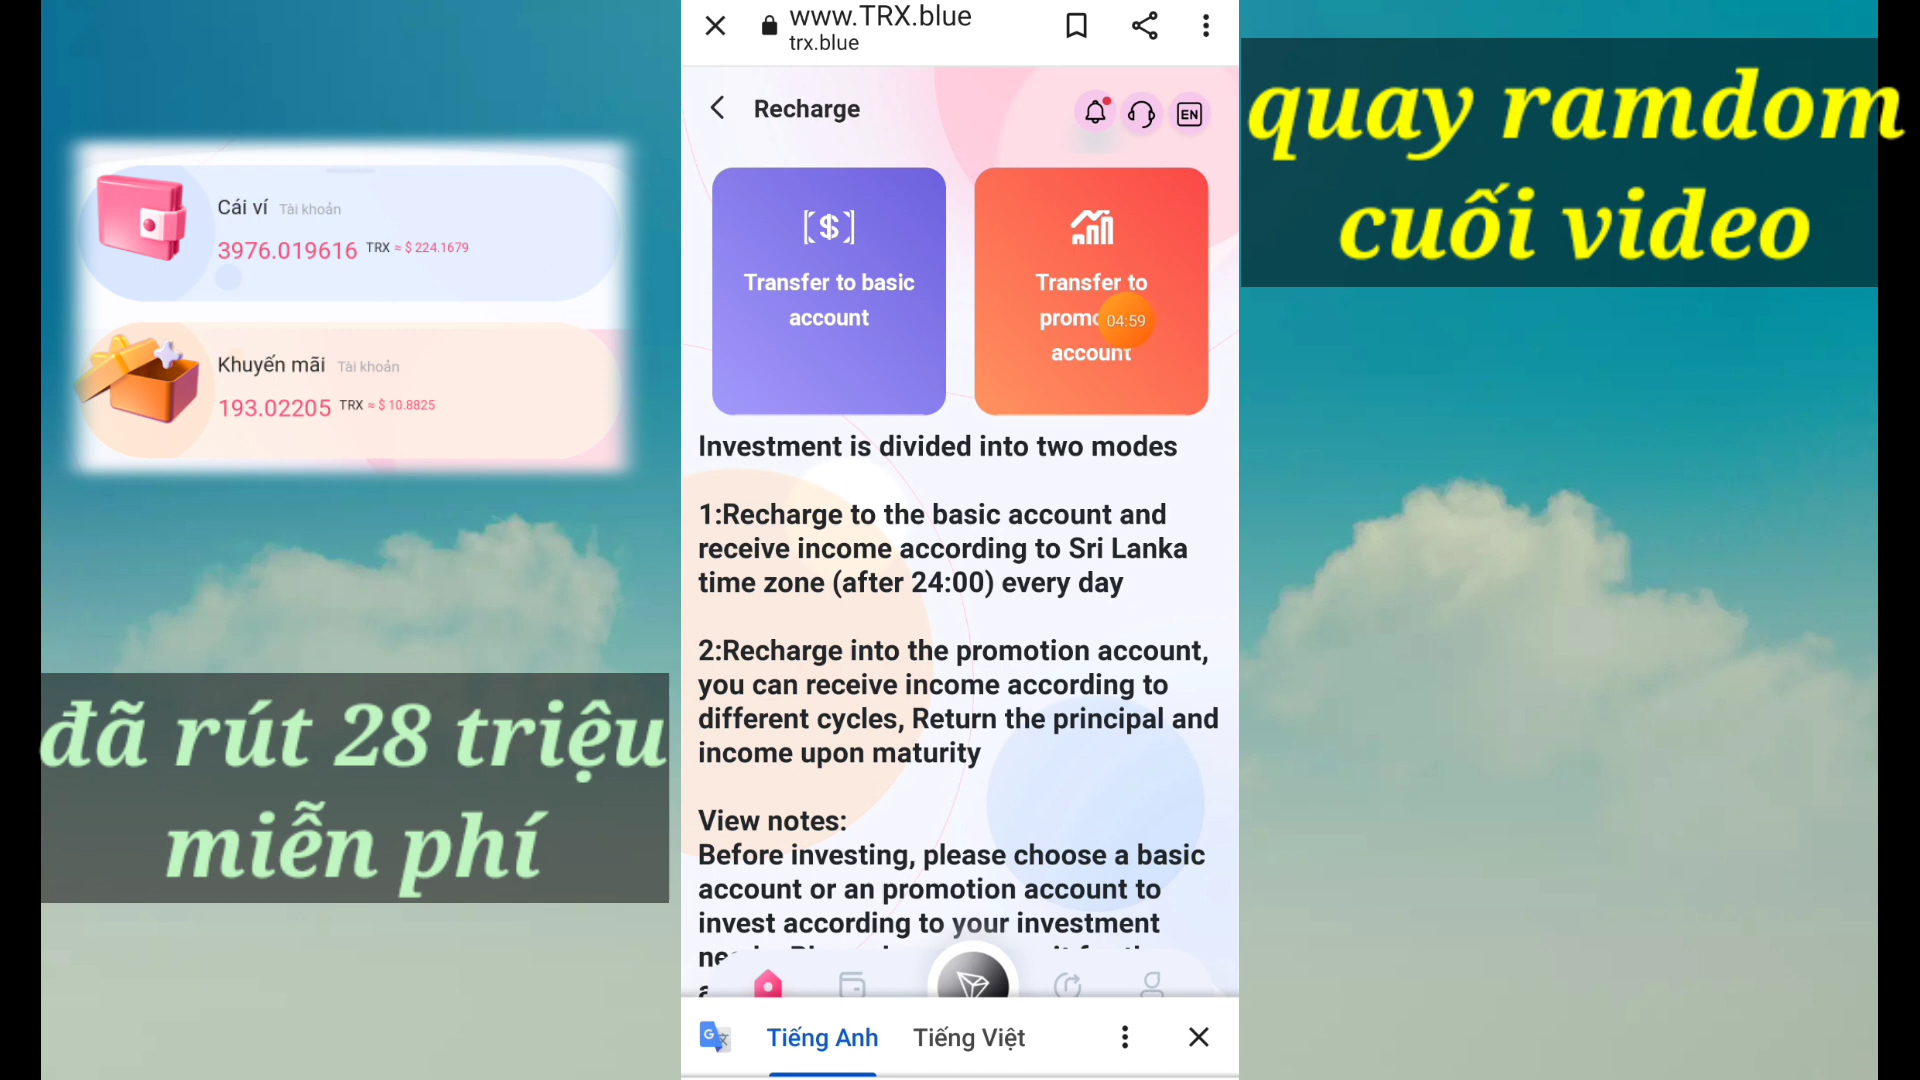 www.TRX.blue
trx.blue
Recharge
EN
Transfer to basic
account
Transfer to
account
04:59
Investment is divided into two modes
1:Recharge to the basic account and
receive income according to Sri Lanka
time zone (after 24:00) every day
2:Recharge into the promotion account,
you can receive income according to
different cycles, Return the principal and
income upon maturity
View notes:
Before investing, please choose a basic
account or an promotion account to
invest according to your investment
Tiếng Anh Tiếng Việt
Cái ví Tài khoản
3976.019616 TRX ≈ $ 224.1679
Khuyến mãi Tài khoản
193.02205 TRX ≈ $ 10.8825
đã rút 28 triệu
miễn phí
quay ramdom
cuối video